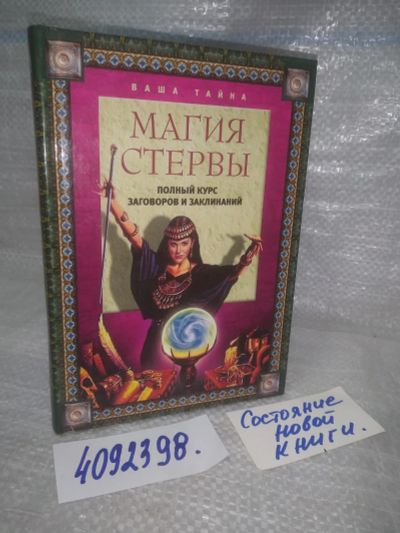 ВАША ТАЙНА
МАГИЯ
СТЕРВЫ
ПОЛНЫЙ КУРС
ЗАГОВОРОВ И ЗАКЛИНАНИЙ
4092398.
Состояние
новой
книги.